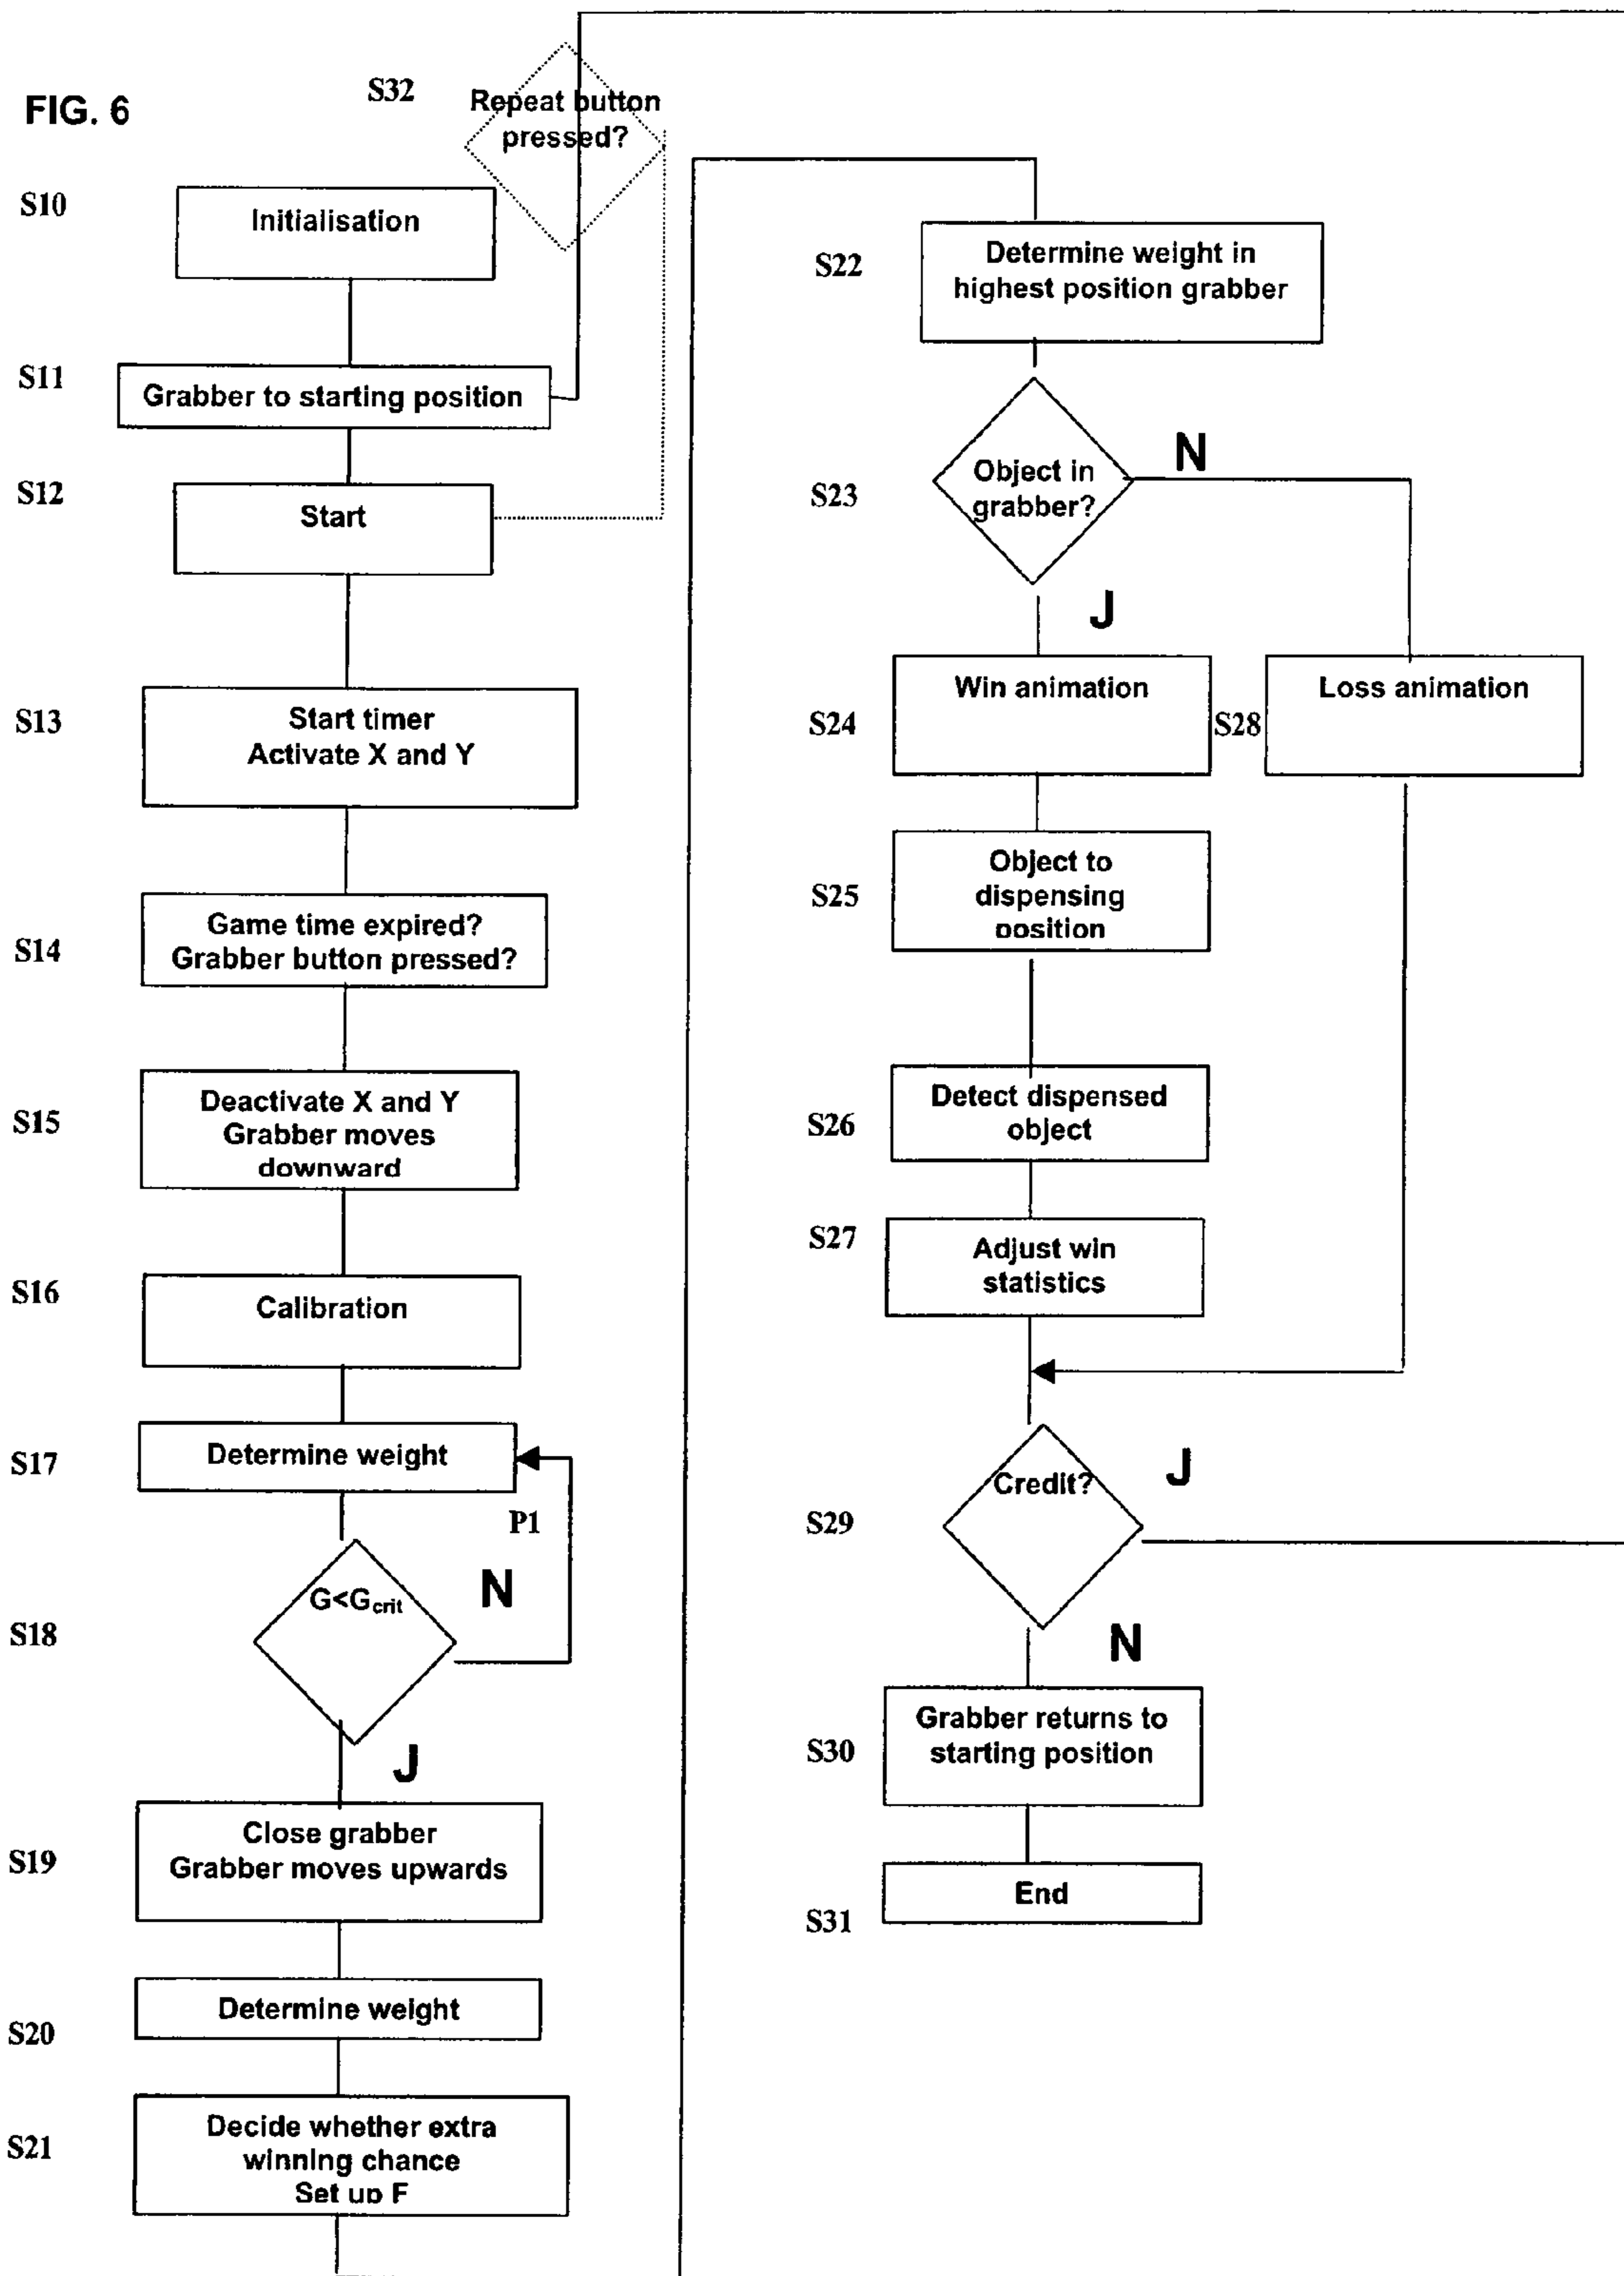 FIG. 6
S32
Repeat button
pressed?
S10
Initialisation
S11
Grabber to starting position
S12
Start
S13
Start timer
Activate X and Y
S14
Game time expired?
Grabber button pressed?
S15
Deactivate X and Y
Grabber moves
downward
S16
Calibration
S17
Determine weight
P1
S18
G<Gcrit
N
J
S19
Close grabber
Grabber moves upwards
S20
Determine weight
S21
Decide whether extra
winning chance
Set up F
S22
Determine weight in
highest position grabber
S23
Object in
grabber?
N
J
S24
Win animation
S28
Loss animation
S25
Object to
dispensing
position
S26
Detect dispensed
object
S27
Adjust win
statistics
S29
Credit?
J
N
S30
Grabber returns to
starting position
S31
End